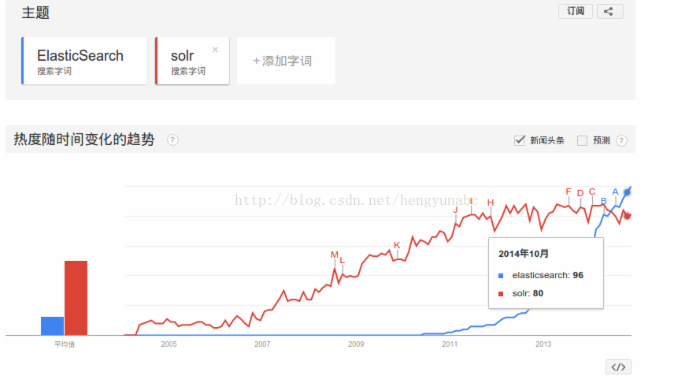 主题
订阅
ElasticSearch
搜索字词
solr
×
搜索字词
+添加字词
热度随时间变化的趋势
?
新闻头条
预测
?
http://blog.csdn.net/hengyunabc
M
L
K
J
I
H
F
D
C
B
A
2014年10月
elasticsearch: 96
solr: 80
平均值
2005
2007
2009
2011
2013
</>